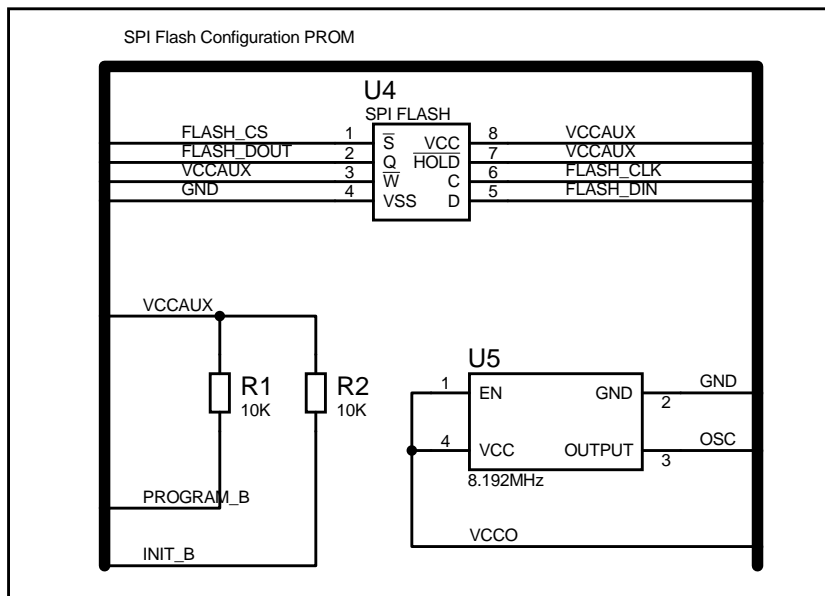 SPI Flash Configuration PROM
U4
SPI FLASH
FLASH_CS 1 S VCC 8 VCCAUX
FLASH_DOUT 2 Q HOLD 7 VCCAUX
VCCAUX 3 W C 6 FLASH_CLK
GND 4 VSS D 5 FLASH_DIN
VCCAUX
R1
10K
R2
10K
PROGRAM_B
INIT_B
U5
1 EN GND 2 GND
4 VCC OUTPUT 3 OSC
8.192MHz
VCCO